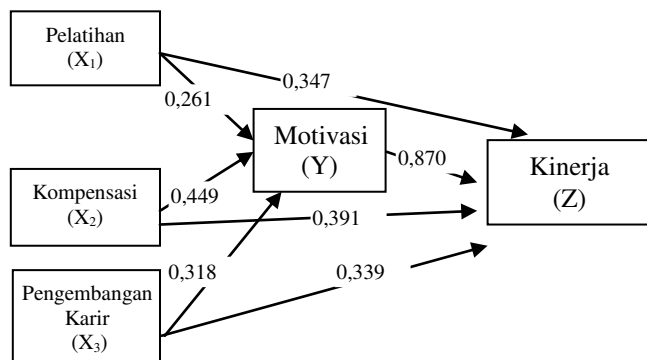 Pelatihan
(X₁)
0,347
0,261
Motivasi
(Y)
0,870
Kinerja
(Z)
Kompensasi
(X₂)
0,449
0,391
0,318
0,339
Pengembangan
Karir
(X₃)